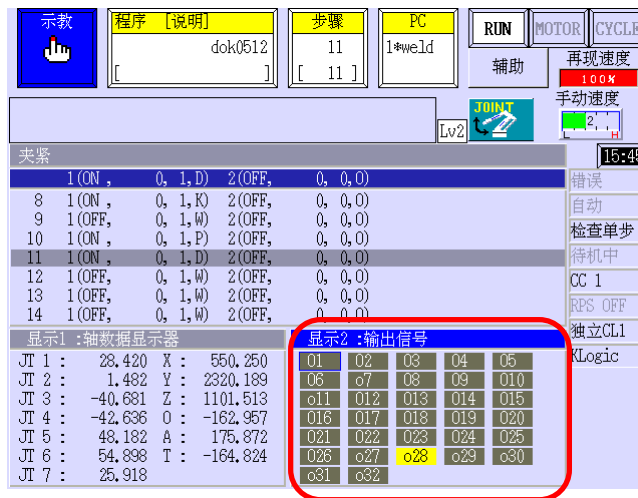 示教
程序 [说明]
dok0512
[ ]
步骤
11
[ 11 ]
PC
1*weld
RUN
MOTOR
CYCLE
辅助
再现速度
100%
手动速度
2
L H
Lv2
JOINT
夹紧
15:45
1(ON , 0, 1,D) 2(OFF, 0, 0,O)
8 1(ON , 0, 1,K) 2(OFF, 0, 0,O)
9 1(OFF, 0, 1,W) 2(OFF, 0, 0,O)
10 1(ON , 0, 1,P) 2(OFF, 0, 0,O)
11 1(ON , 0, 1,D) 2(OFF, 0, 0,O)
12 1(OFF, 0, 1,W) 2(OFF, 0, 0,O)
13 1(OFF, 0, 1,W) 2(OFF, 0, 0,O)
14 1(OFF, 0, 1,W) 2(OFF, 0, 0,O)
错误
自动
检查单步
待机中
CC 1
RPS OFF
独立CL1
KLogic
显示1 :轴数据显示器
JT 1 : 28.420 X : 550.250
JT 2 : 1.482 Y : 2320.189
JT 3 : -40.681 Z : 1101.513
JT 4 : -42.636 O : -162.957
JT 5 : 48.182 A : 175.872
JT 6 : 54.898 T : -164.824
JT 7 : 25.918
显示2 :输出信号
O1 O2 O3 O4 O5
O6 o7 O8 O9 O10
o11 O12 O13 O14 O15
O16 O17 O18 O19 O20
O21 O22 O23 O24 O25
O26 o27 o28 o29 o30
o31 o32